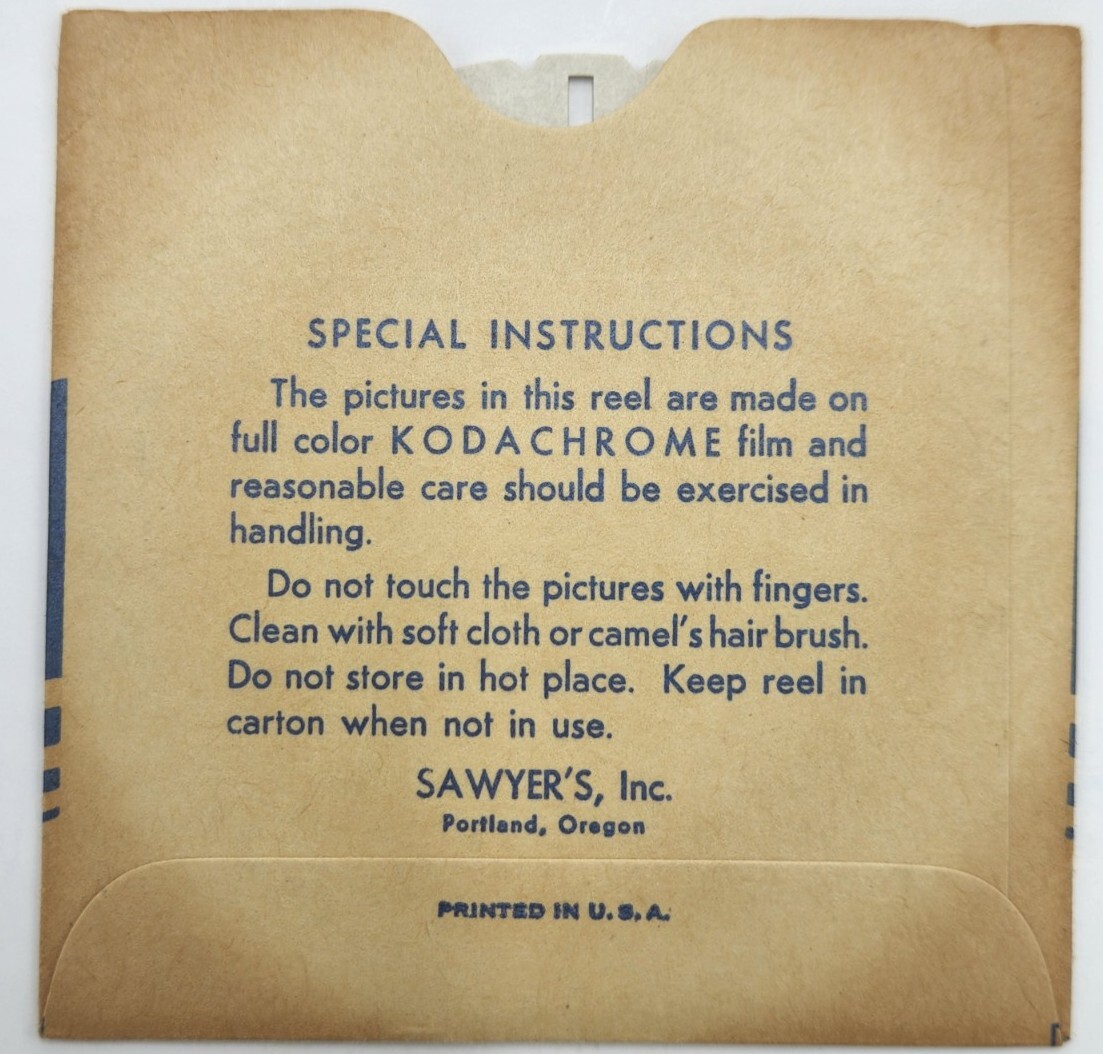 SPECIAL INSTRUCTIONS
The pictures in this reel are made on
full color KODACHROME film and
reasonable care should be exercised in
handling.
Do not touch the pictures with fingers.
Clean with soft cloth or camel's hair brush.
Do not store in hot place. Keep reel in
carton when not in use.
SAWYER'S, Inc.
Portland, Oregon
PRINTED IN U.S.A.